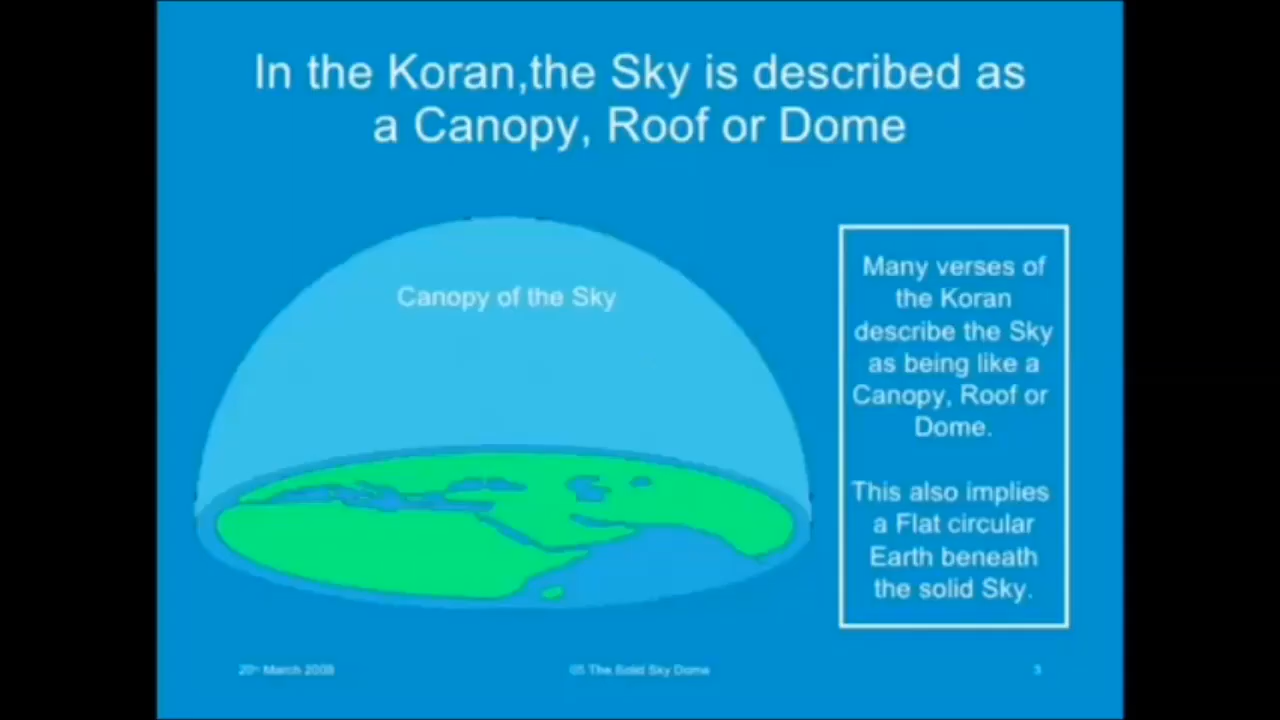 In the Koran,the Sky is described as
a Canopy, Roof or Dome
Canopy of the Sky
Many verses of
the Koran
describe the Sky
as being like a
Canopy, Roof or
Dome.
This also implies
a Flat circular
Earth beneath
the solid Sky.
March
05 The Solid Sky Dome
3